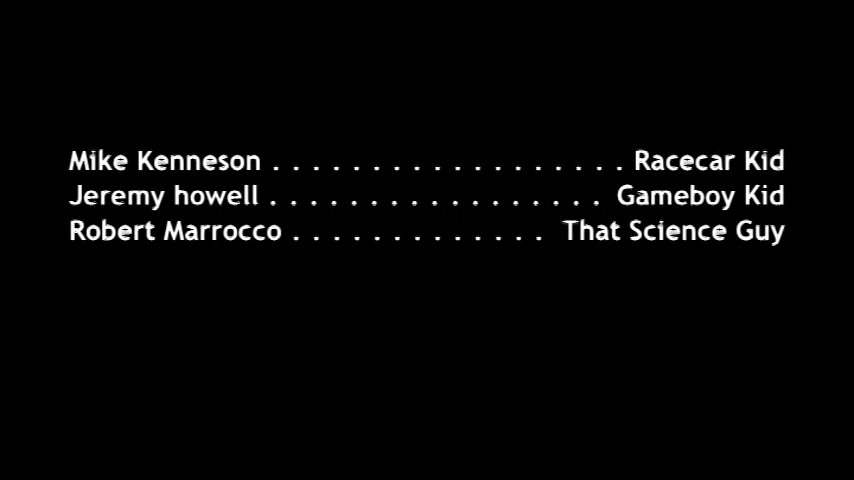 Mike Kenneson . . . . . . . . . . . . . . . . . . Racecar Kid
Jeremy howell . . . . . . . . . . . . . . . . . Gameboy Kid
Robert Marrocco . . . . . . . . . . . . . That Science Guy